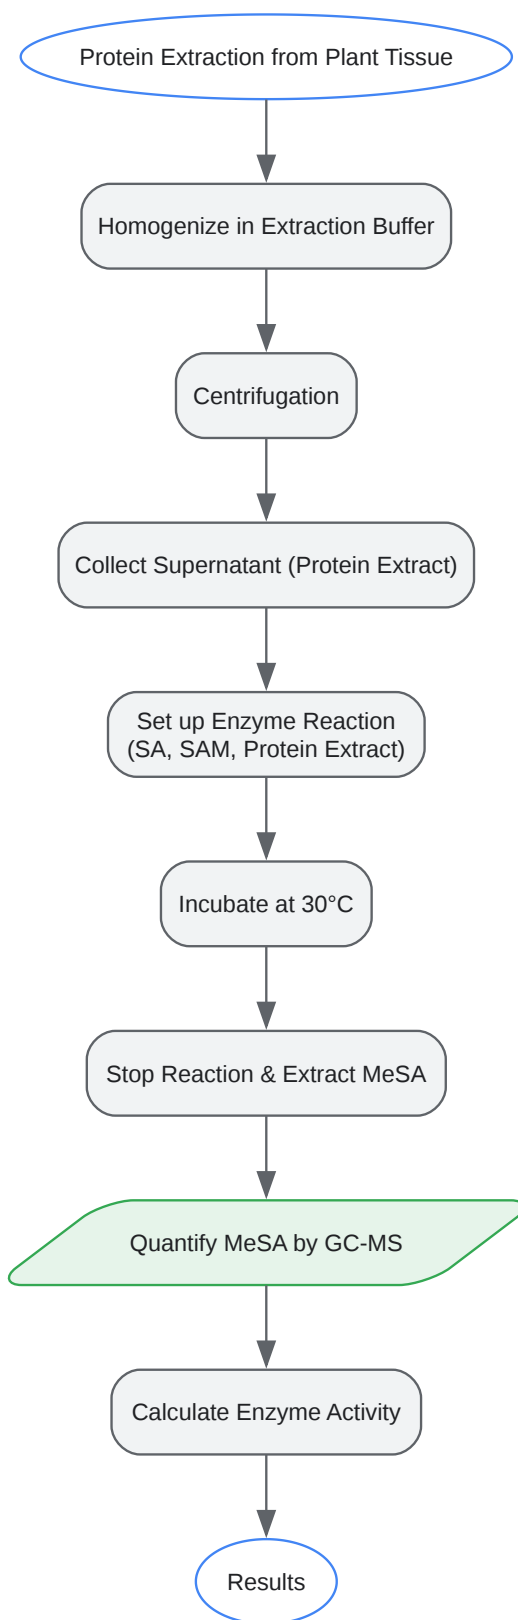 Protein Extraction from Plant Tissue
Homogenize in Extraction Buffer
Centrifugation
Collect Supernatant (Protein Extract)
Set up Enzyme Reaction
(SA, SAM, Protein Extract)
Incubate at 30°C
Stop Reaction & Extract MeSA
Quantify MeSA by GC-MS
Calculate Enzyme Activity
Results